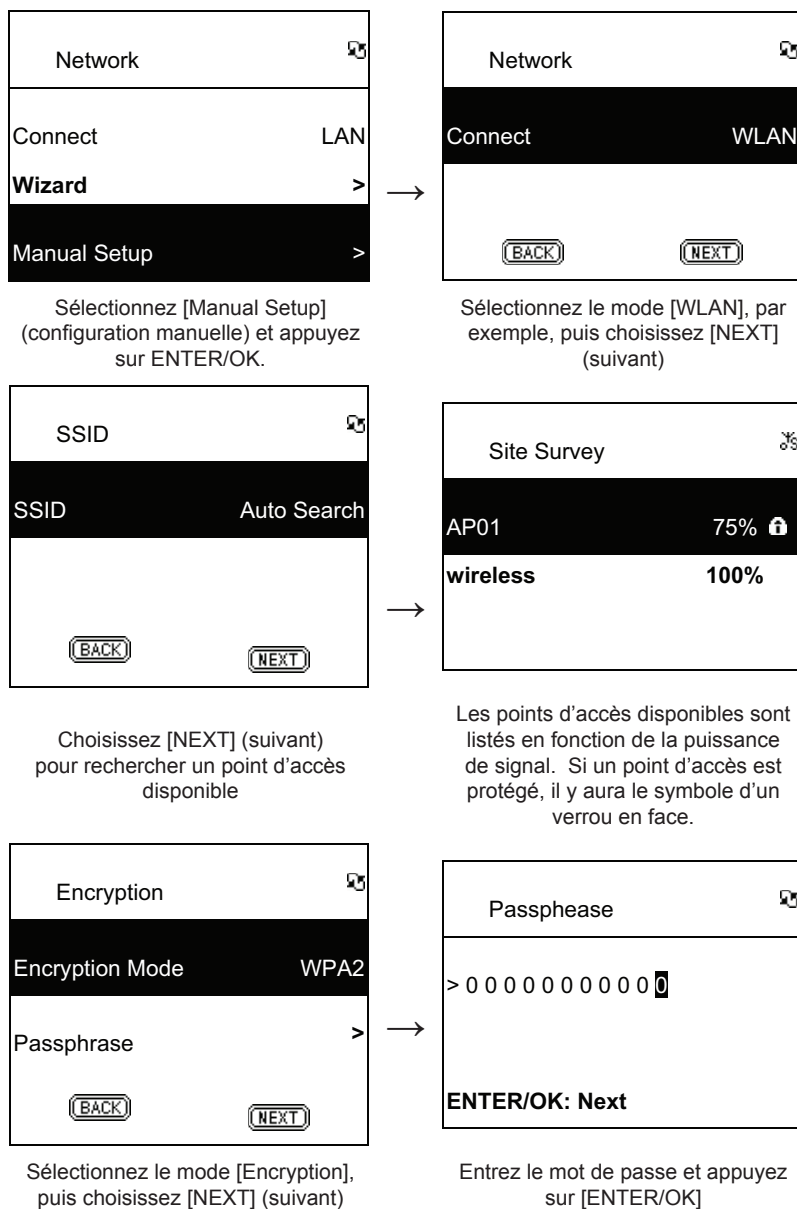 Network
Connect LAN
Wizard >
Manual Setup >
→
Network
Connect WLAN
BACK NEXT
Sélectionnez [Manual Setup]
(configuration manuelle) et appuyez
sur ENTER/OK.
Sélectionnez le mode [WLAN], par
exemple, puis choisissez [NEXT]
(suivant)
SSID
SSID Auto Search
BACK NEXT
→
Site Survey
AP01 75%
wireless 100%
Choisissez [NEXT] (suivant)
pour rechercher un point d'accès
disponible
Les points d'accès disponibles sont
listés en fonction de la puissance
de signal. Si un point d'accès est
protégé, il y aura le symbole d'un
verrou en face.
Encryption
Encryption Mode WPA2
Passphrase >
BACK NEXT
→
Passphease
> 0 0 0 0 0 0 0 0 0 0 0
ENTER/OK: Next
Sélectionnez le mode [Encryption],
puis choisissez [NEXT] (suivant)
Entrez le mot de passe et appuyez
sur [ENTER/OK]